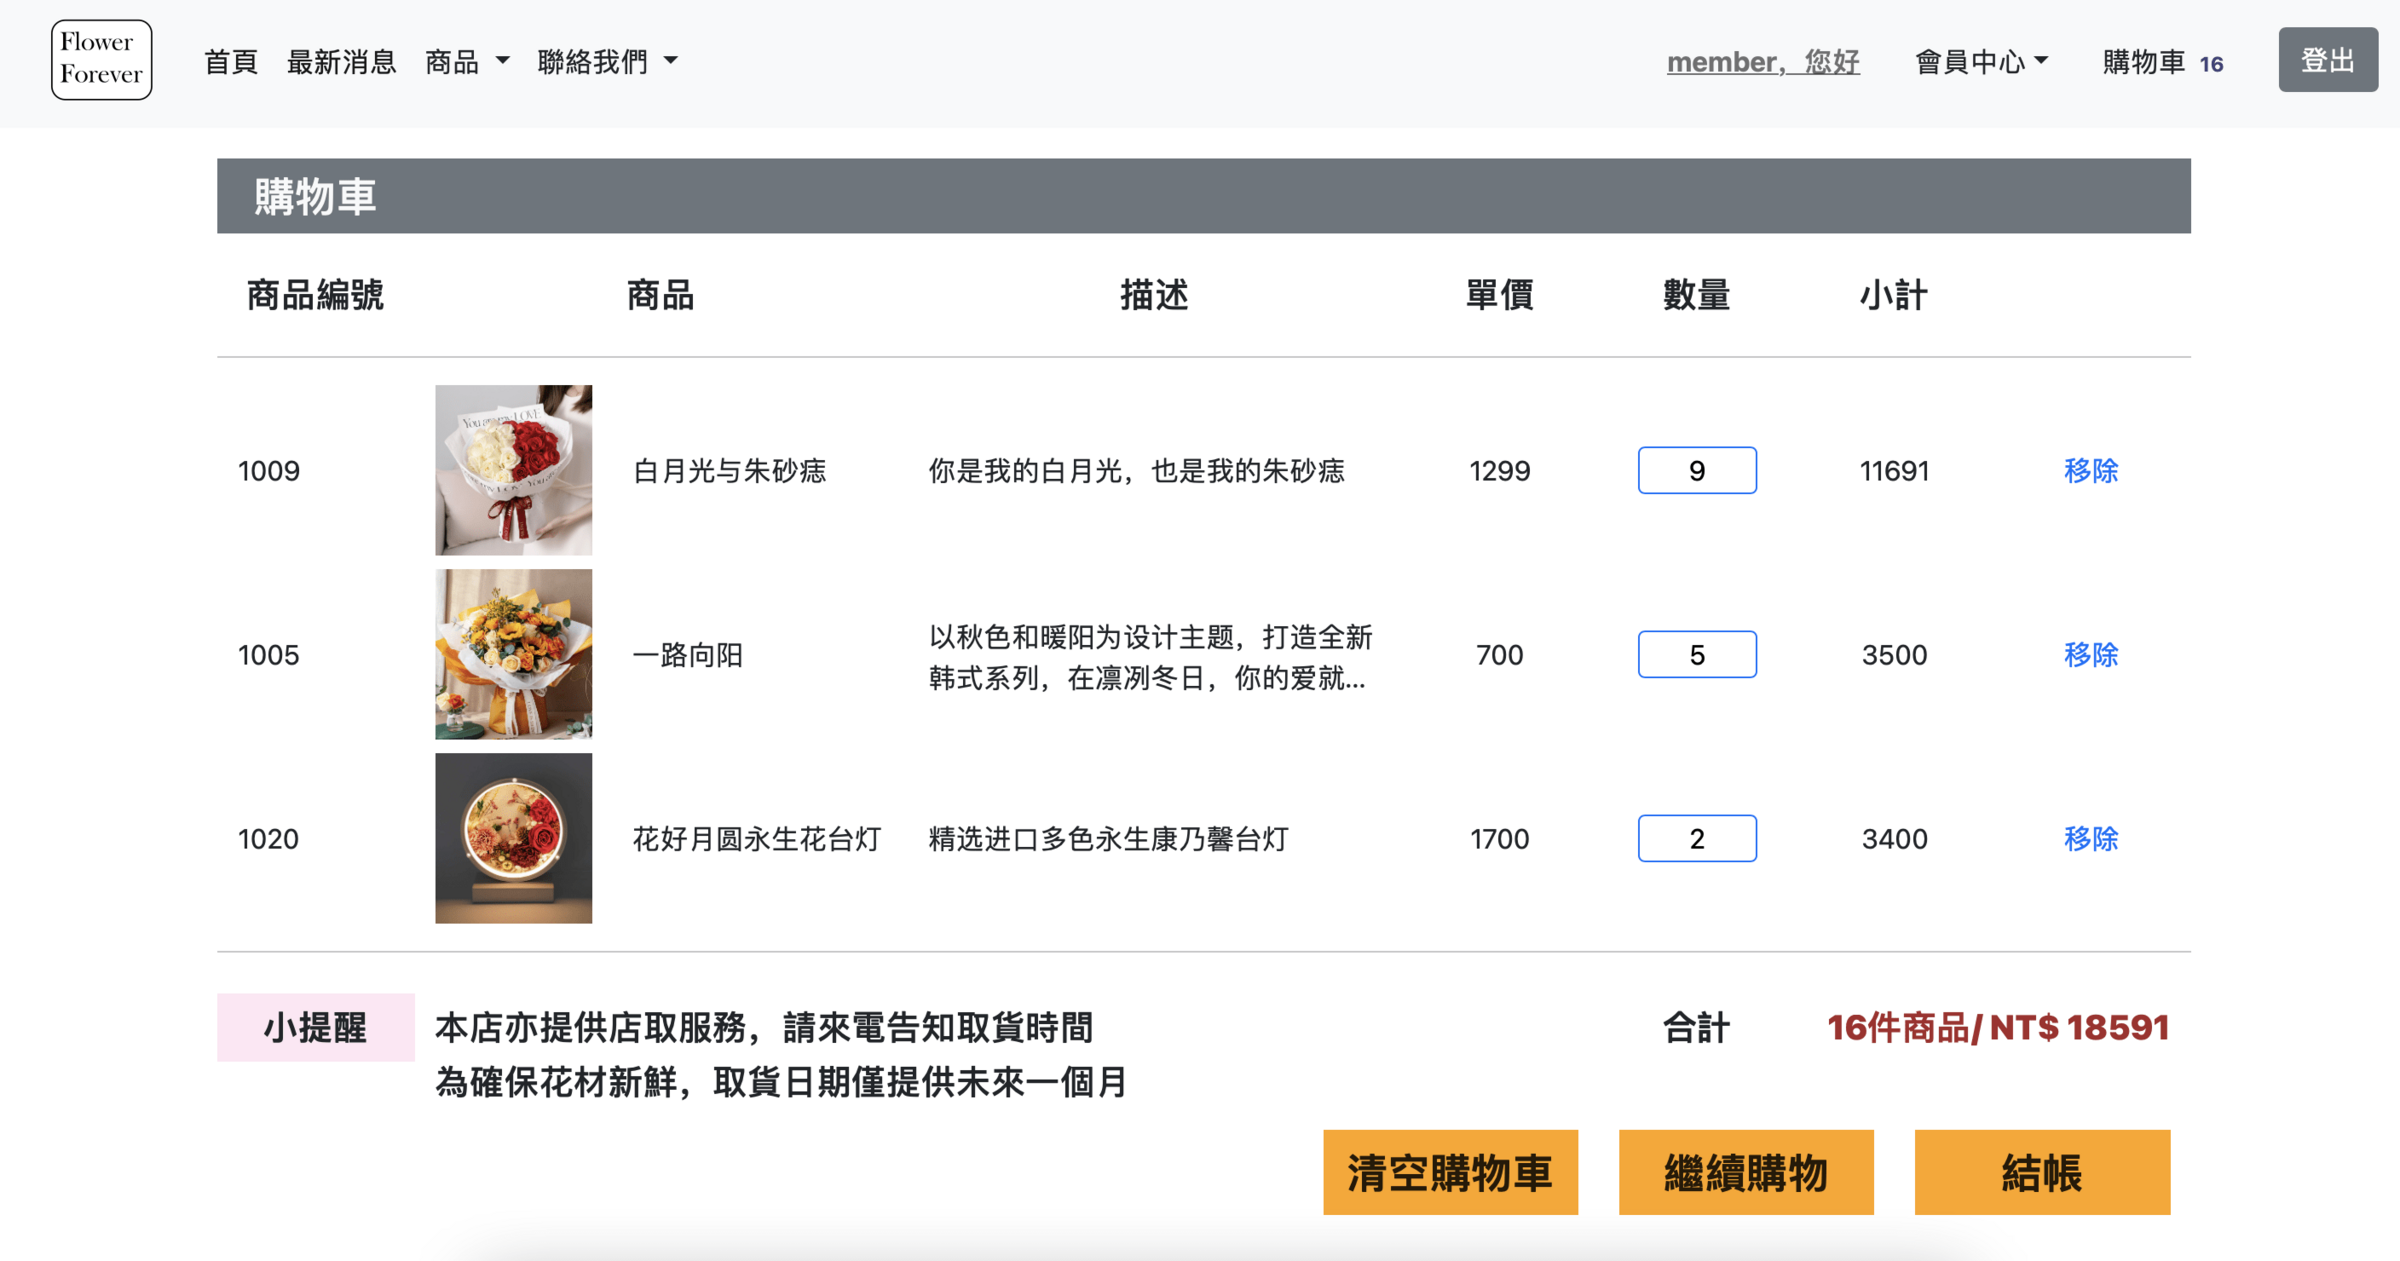 Flower
Forever
首頁 最新消息 商品 聯絡我們 member，您好 會員中心 購物車 16 登出
購物車
商品編號 商品 描述 單價 數量 小計
You are my LOVE
1009 白月光与朱砂痣 你是我的白月光，也是我的朱砂痣 1299 9 11691 移除
1005 一路向阳 以秋色和暖阳为设计主题，打造全新
韩式系列，在凛冽冬日，你的爱就... 700 5 3500 移除
1020 花好月圆永生花台灯 精选进口多色永生康乃馨台灯 1700 2 3400 移除
小提醒 本店亦提供店取服務，請來電告知取貨時間 合計 16件商品/ NT$ 18591
為確保花材新鮮，取貨日期僅提供未來一個月
清空購物車 繼續購物 結帳